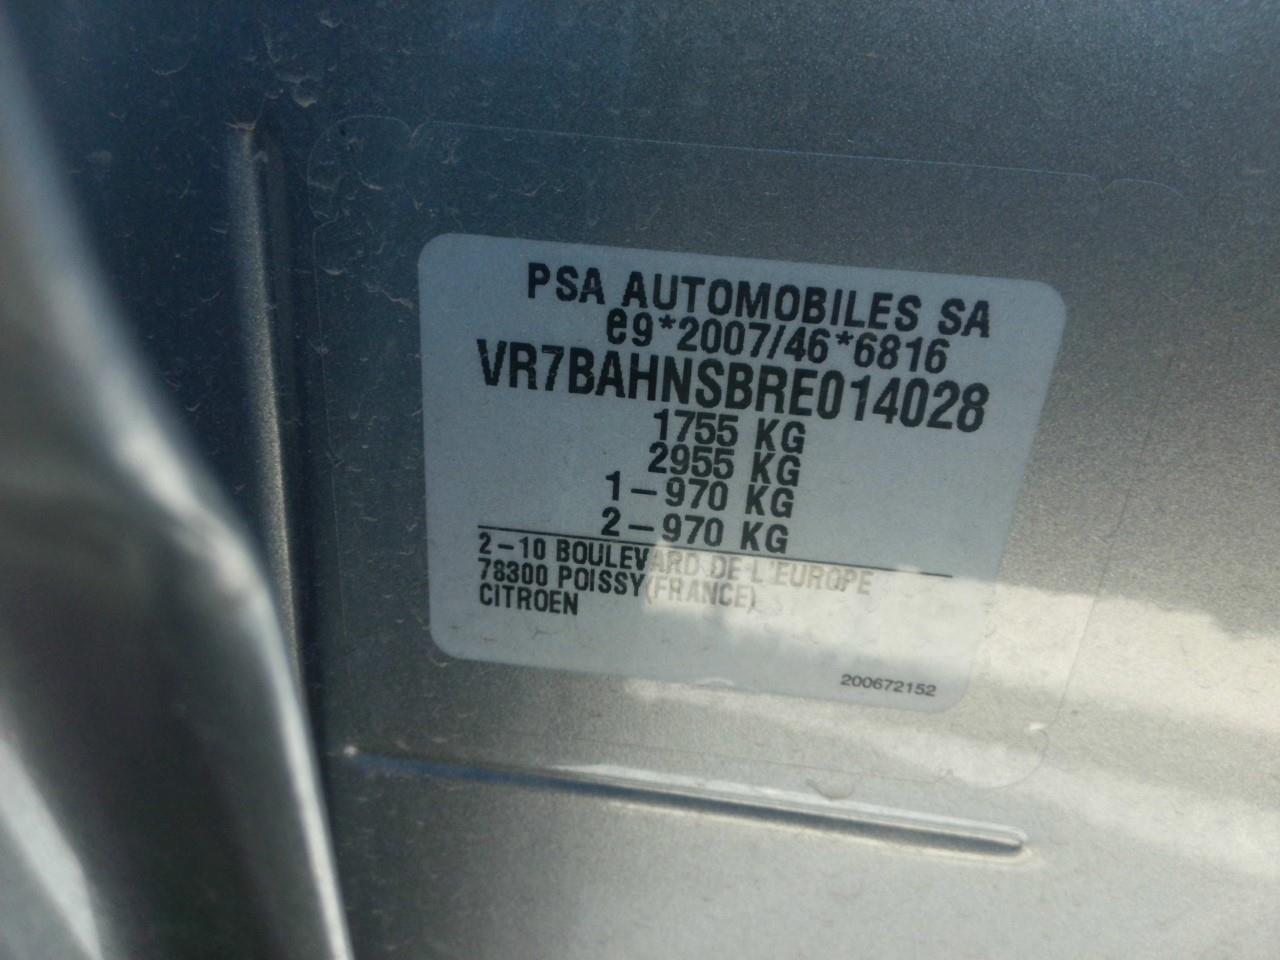 PSA AUTOMOBILES SA
e9*2007/46*6816
VR7BAHNSBRE014028
1755 KG
2955 KG
1-970 KG
2-970 KG
2-10 BOULEVARD DE L'EUROPE
78300 POISSY(FRANCE)
CITROEN
200672152